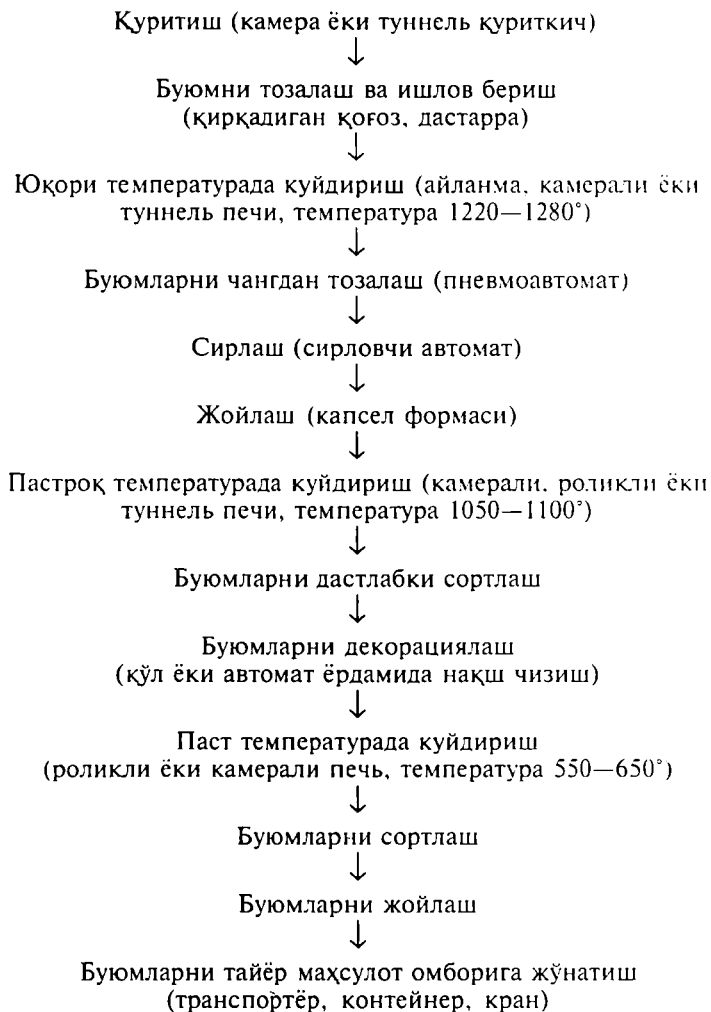 Қуритиш (камера ёки туннель қуриткич)
↓
Буюмни тозалаш ва ишлов бериш
(қирқадиган қоғоз, дастарра)
↓
Юқори температурада куйдириш (айланма, камерали ёки
туннель печи, температура 1220—1280°)
↓
Буюмларни чангдан тозалаш (пневмоавтомат)
↓
Сирлаш (сирловчи автомат)
↓
Жойлаш (капсел формаси)
↓
Пастроқ температурада куйдириш (камерали, роликли ёки
туннель печи, температура 1050—1100°)
↓
Буюмларни дастлабки сортлаш
↓
Буюмларни декорациялаш
(қўл ёки автомат ёрдамида нақш чизиш)
↓
Паст температурада куйдириш
(роликли ёки камерали печь, температура 550—650°)
↓
Буюмларни сортлаш
↓
Буюмларни жойлаш
↓
Буюмларни тайёр маҳсулот омборига жўнатиш
(транспортёр, контейнер, кран)